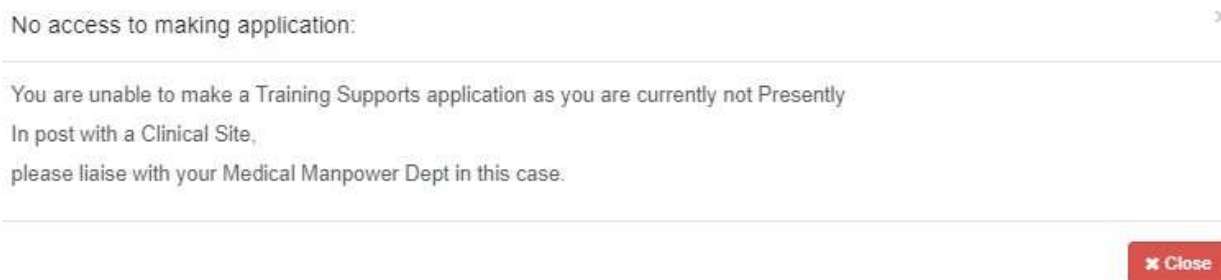 No access to making application:
You are unable to make a Training Supports application as you are currently not Presently
In post with a Clinical Site,
please liaise with your Medical Manpower Dept in this case.
✖ Close